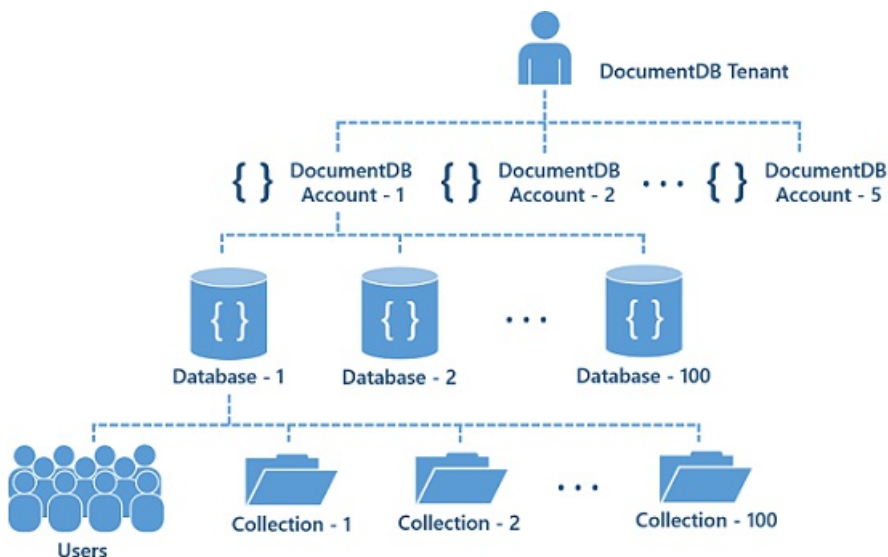 DocumentDB Tenant
{ } DocumentDB Account - 1
{ } DocumentDB Account - 2
• • •
{ } DocumentDB Account - 5
{ }
{ }
• • •
{ }
Database - 1
Database - 2
Database - 100
• • •
Users
Collection - 1
Collection - 2
Collection - 100